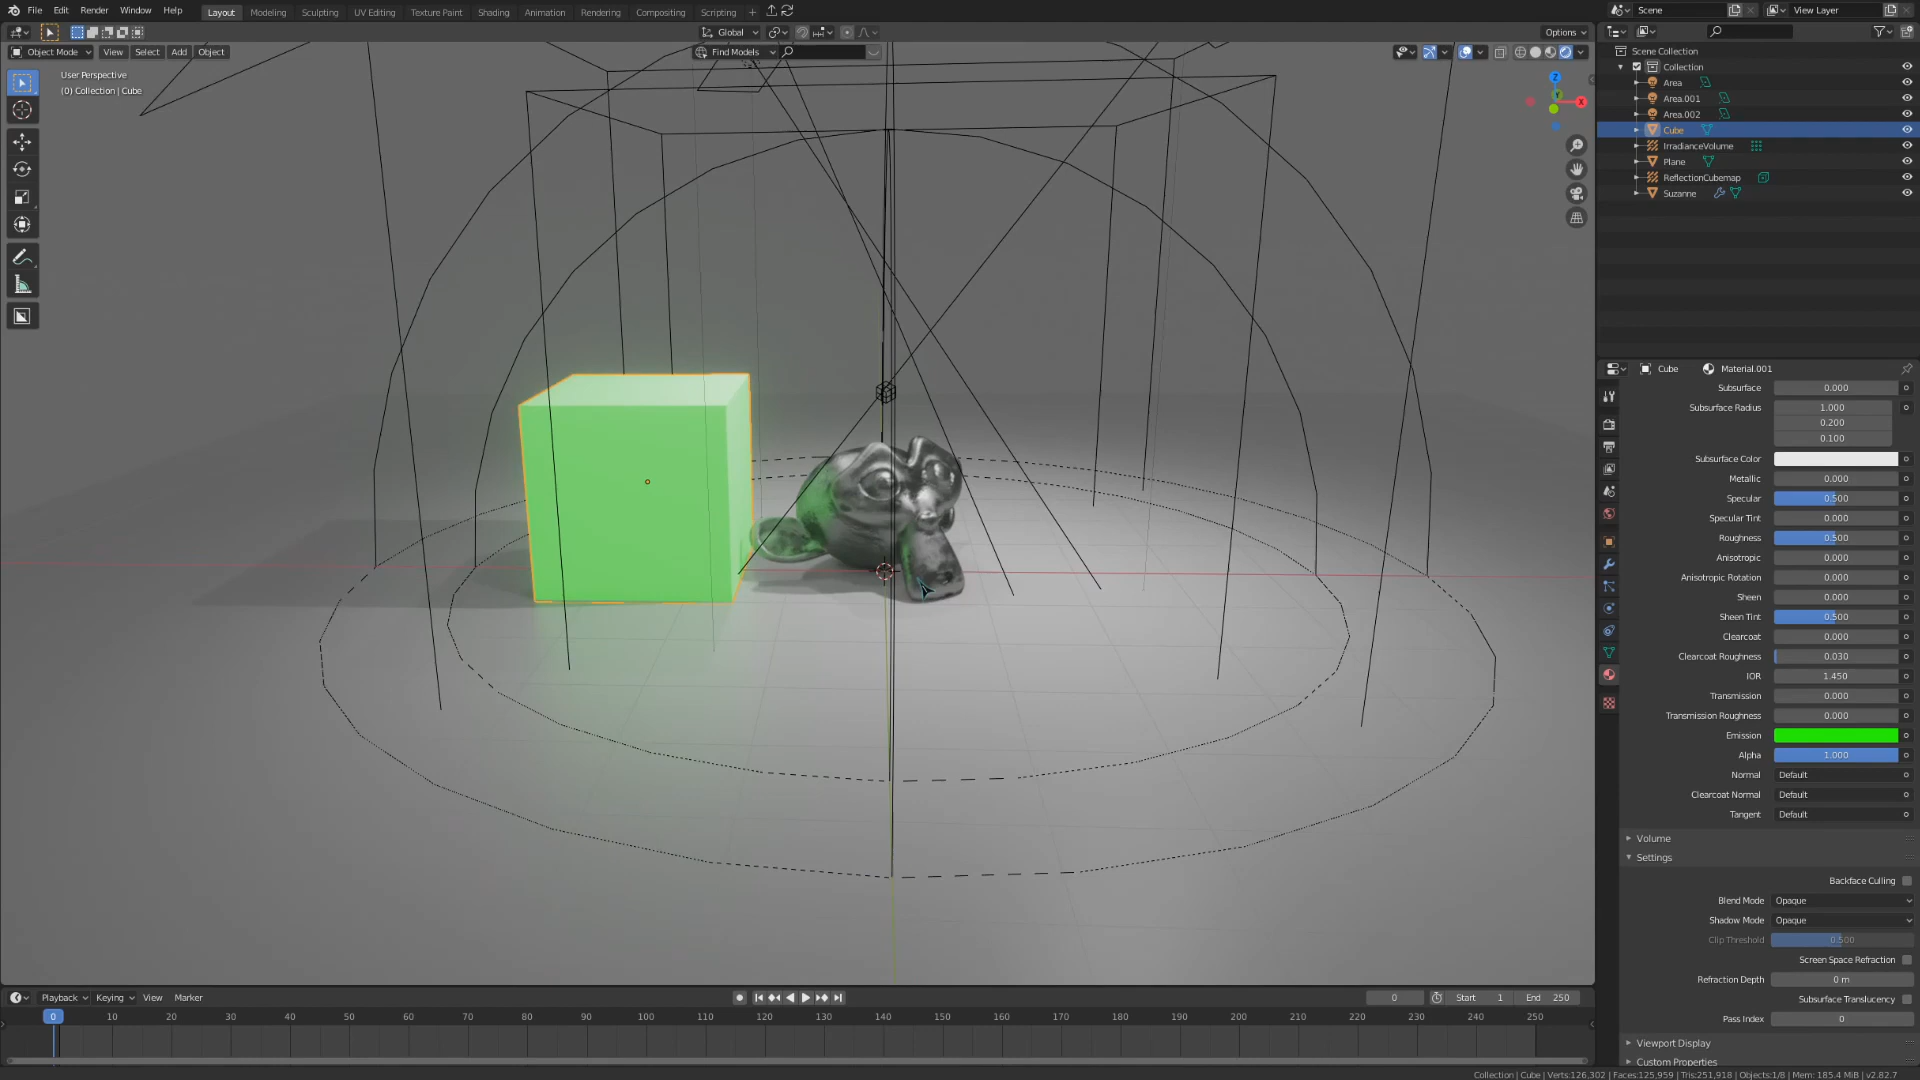 File Edit Render Window Help Layout Modeling Sculpting UV Editing Texture Paint Shading Animation Rendering Compositing Scripting + Scene View Layer
Global Options
Object Mode View Select Add Object Find Models
User Perspective
(0) Collection | Cube
Z
Y
X
Scene Collection
Collection
Area
Area.001
Area.002
Cube
IrradianceVolume
Plane
ReflectionCubemap
Suzanne
Cube Material.001
Subsurface 0.000
Subsurface Radius 1.000
0.200
0.100
Subsurface Color
Metallic 0.000
Specular 0.500
Specular Tint 0.000
Roughness 0.500
Anisotropic 0.000
Anisotropic Rotation 0.000
Sheen 0.000
Sheen Tint 0.500
Clearcoat 0.000
Clearcoat Roughness 0.030
IOR 1.450
Transmission 0.000
Transmission Roughness 0.000
Emission
Alpha 1.000
Normal Default
Clearcoat Normal Default
Tangent Default
Volume
Settings
Backface Culling
Blend Mode Opaque
Shadow Mode Opaque
Clip Threshold 0.500
Screen Space Refraction
Refraction Depth 0 m
Subsurface Translucency
Pass Index 0
Viewport Display
Custom Properties
Playback Keying View Marker 0 Start 1 End 250
0 10 20 30 40 50 60 70 80 90 100 110 120 130 140 150 160 170 180 190 200 210 220 230 240 250
Collection | Cube | Verts:126,302 | Faces:125,959 | Tris:251,918 | Objects:1/8 | Mem: 185.4 MiB | v2.82.7